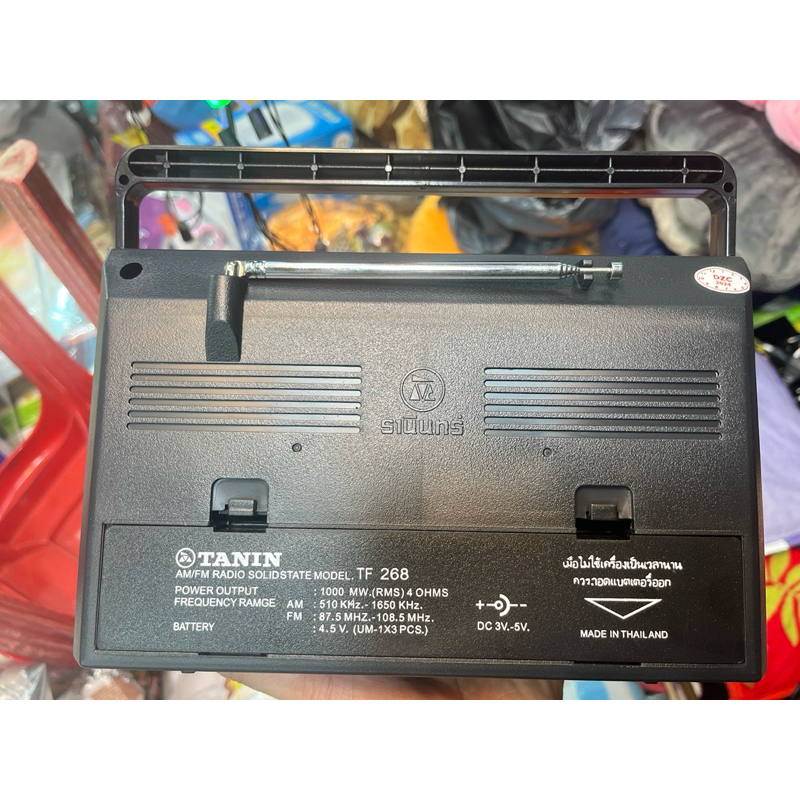 DZC
2024
ธานินทร์
TANIN
AM/FM RADIO SOLIDSTATE MODEL. TF 268
POWER OUTPUT : 1000 MW.(RMS) 4 OHMS
FREQUENCY RAMGE AM : 510 KHz.- 1650 KHz.
FM : 87.5 MHZ.-108.5 MHz.
BATTERY : 4.5 V. (UM-1X3 PCS.)
DC 3V.-5V.
เมื่อไม่ใช้เครื่องเป็นเวลานาน
ควรถอดแบตเตอรี่ออก
MADE IN THAILAND